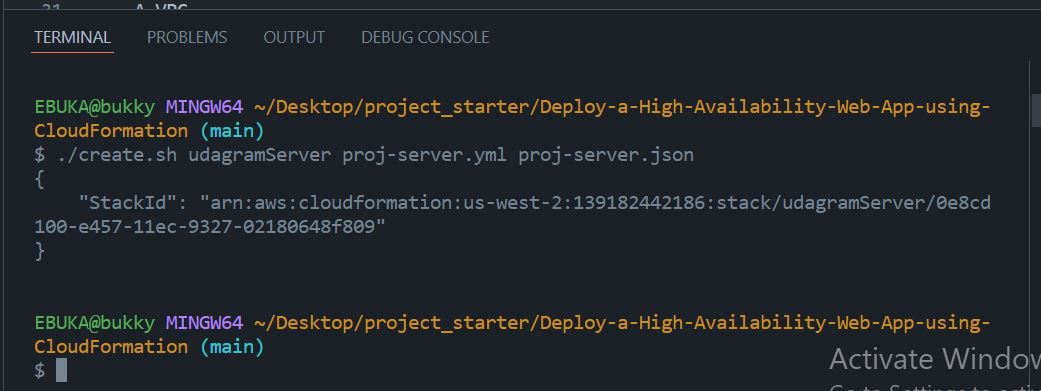 31 A VPC
TERMINAL PROBLEMS OUTPUT DEBUG CONSOLE
EBUKA@bukky MINGW64 ~/Desktop/project_starter/Deploy-a-High-Availability-Web-App-using-
CloudFormation (main)
$ ./create.sh udagramServer proj-server.yml proj-server.json
{
    "StackId": "arn:aws:cloudformation:us-west-2:139182442186:stack/udagramServer/0e8cd
100-e457-11ec-9327-02180648f809"
}
EBUKA@bukky MINGW64 ~/Desktop/project_starter/Deploy-a-High-Availability-Web-App-using-
CloudFormation (main)
$
Activate Window
Go to Settings to acti